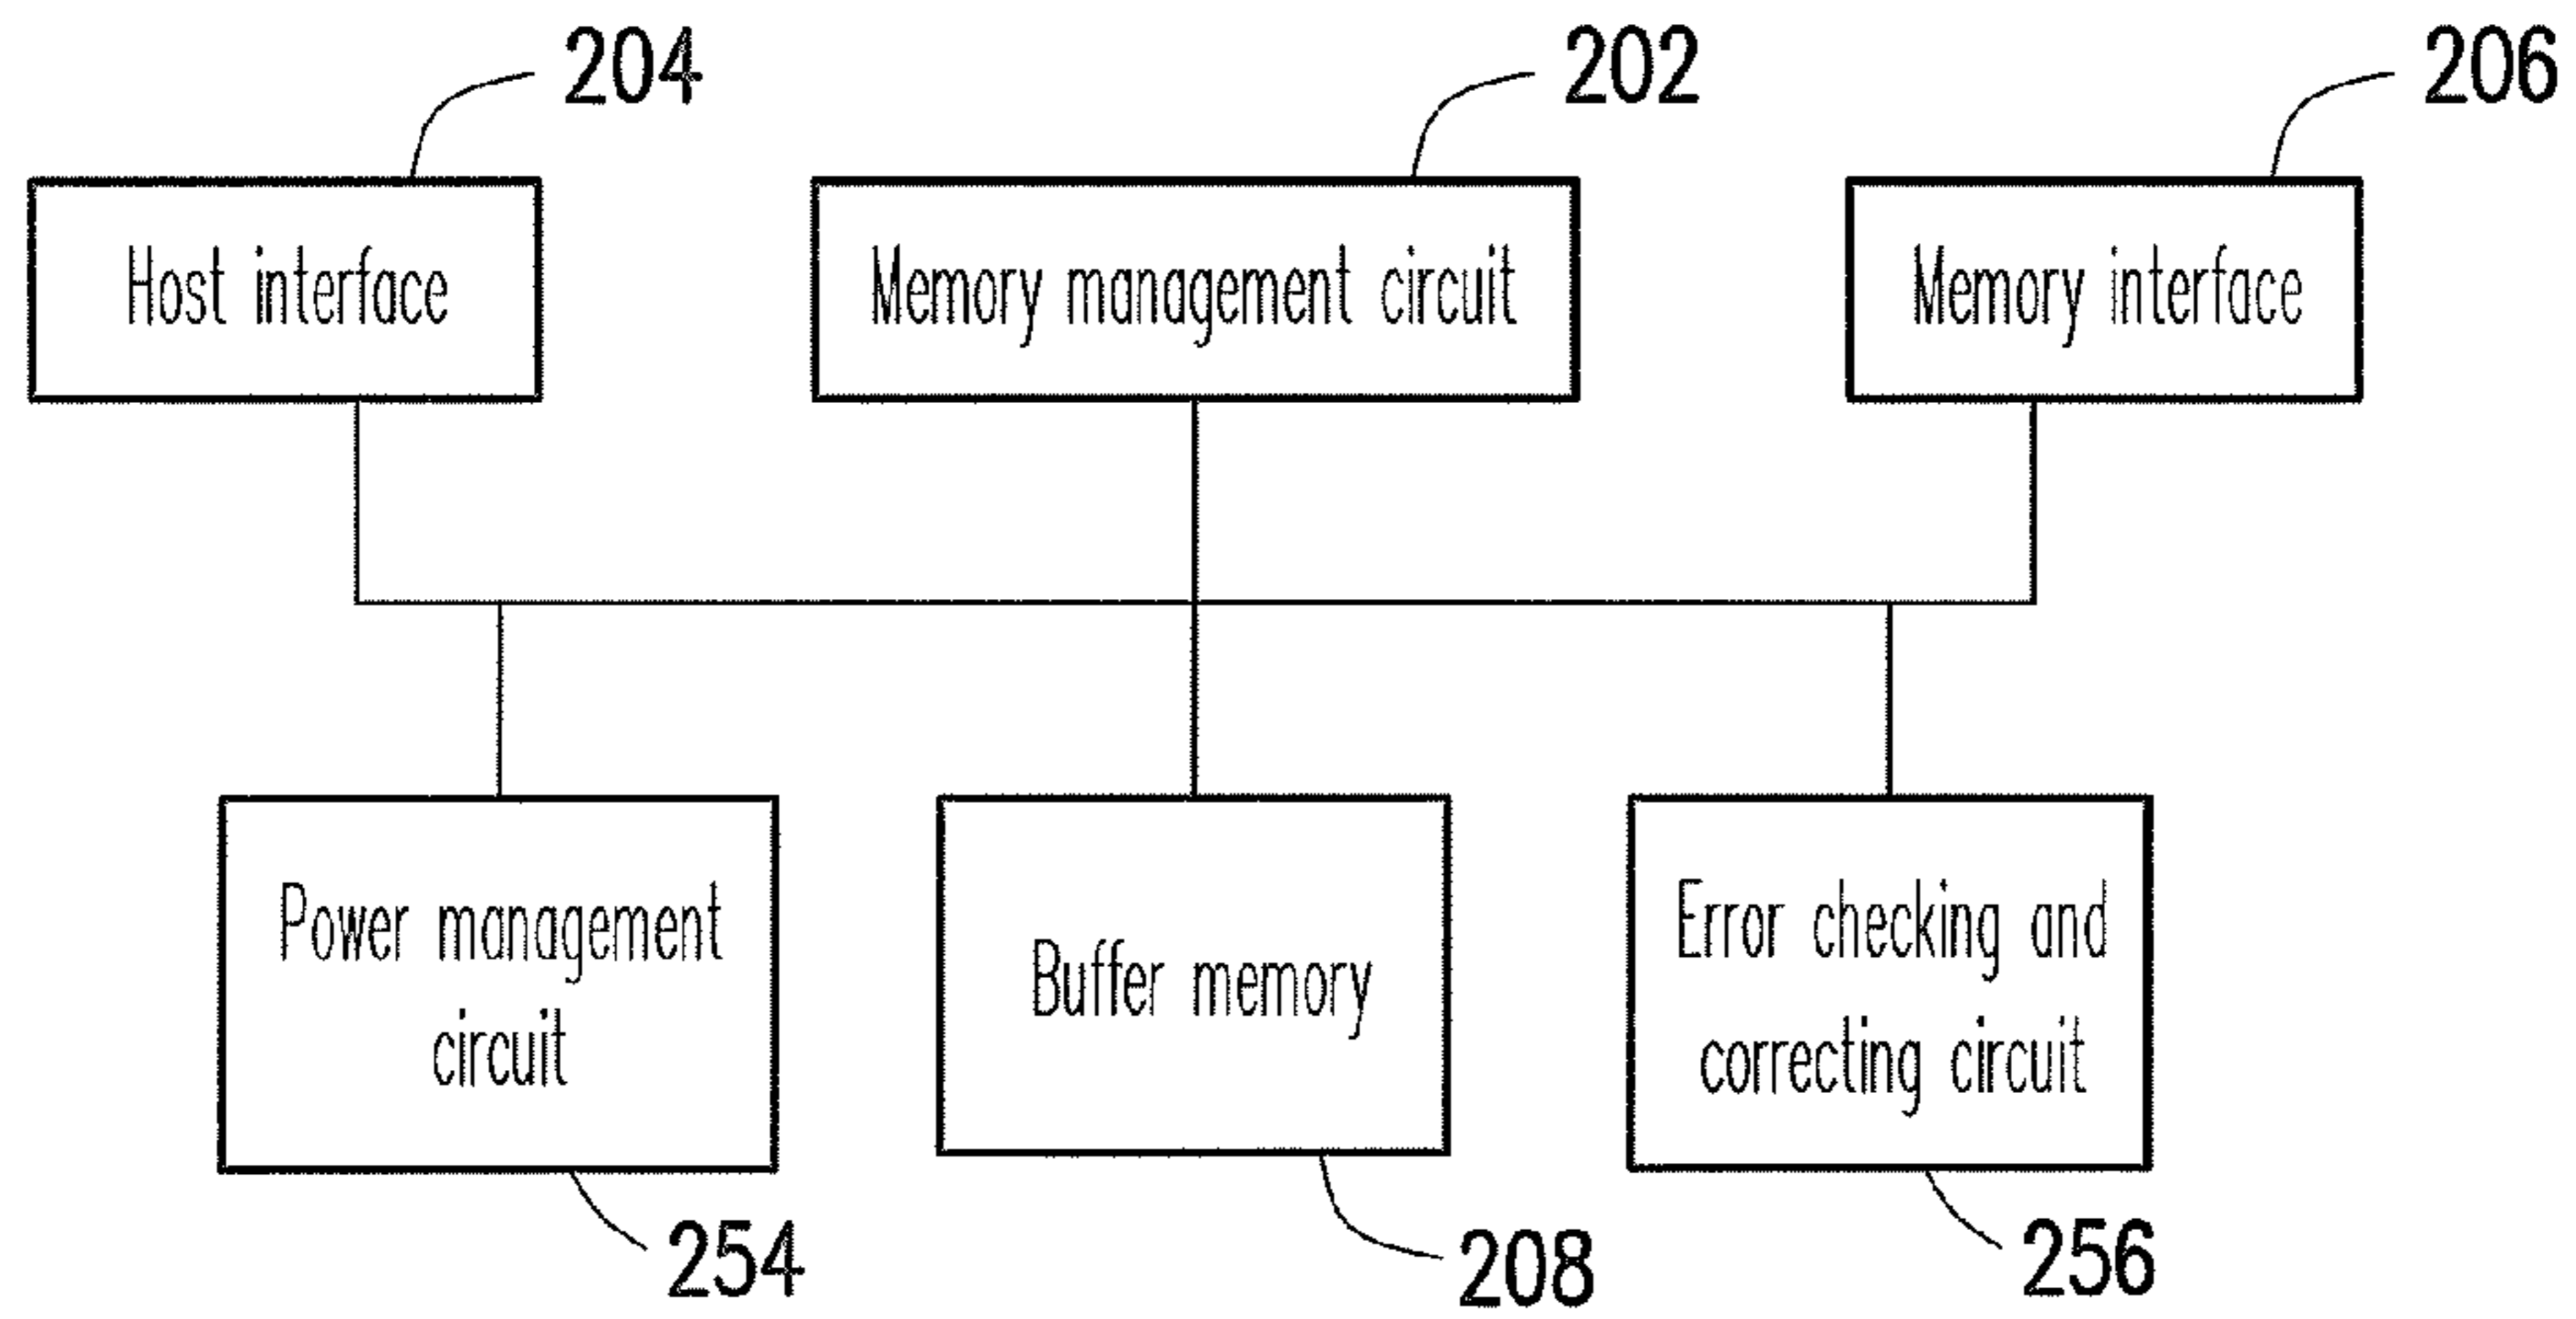 204
202
206
Host interface
Memory management circuit
Memory interface
Power management
circuit
Buffer memory
Error checking and
correcting circuit
254
208
256